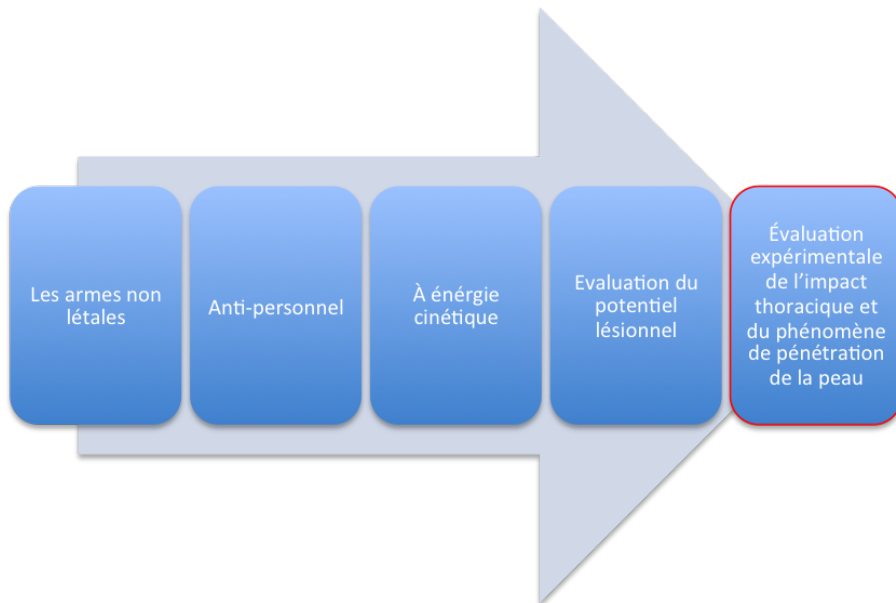 Les armes non
létales
Anti-personnel
À énérgie
cinétique
Evaluation du
potentiel
lésionnel
Évaluation
expérimentale
de l’impact
thoracique et
du phénomène
de pénétration
de la peau